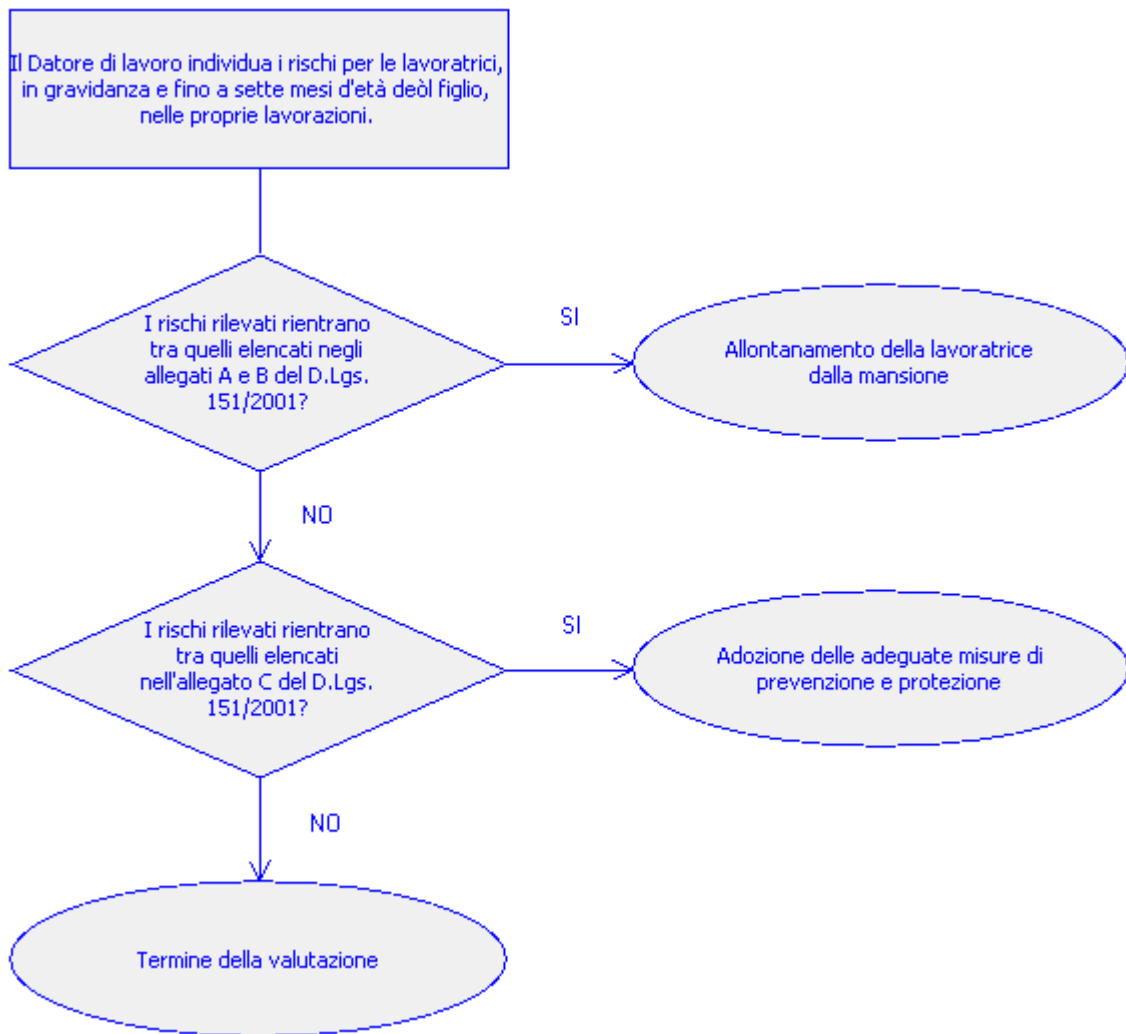 Il Datore di lavoro individua i rischi per le lavoratrici,
in gravidanza e fino a sette mesi d'età deòl figlio,
nelle proprie lavorazioni.
I rischi rilevati rientrano
tra quelli elencati negli
allegati A e B del D.Lgs.
151/2001?
SI
Allontanamento della lavoratrice
dalla mansione
NO
I rischi rilevati rientrano
tra quelli elencati
nell'allegato C del D.Lgs.
151/2001?
SI
Adozione delle adeguate misure di
prevenzione e protezione
NO
Termine della valutazione